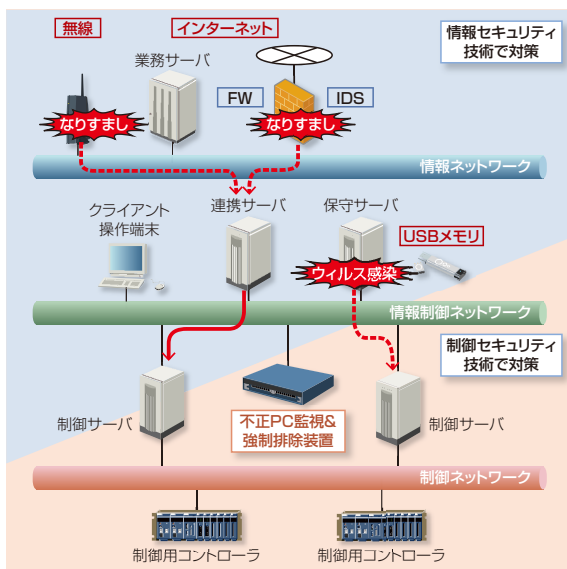 無線
インターネット
情報セキュリティ
技術で対策
業務サーバ
FW
IDS
なりすまし
なりすまし
情報ネットワーク
クライアント
操作端末
連携サーバ
保守サーバ
USBメモリ
ウィルス感染
情報制御ネットワーク
制御セキュリティ
技術で対策
制御サーバ
不正PC監視&
強制排除装置
制御サーバ
制御ネットワーク
制御用コントローラ
制御用コントローラ